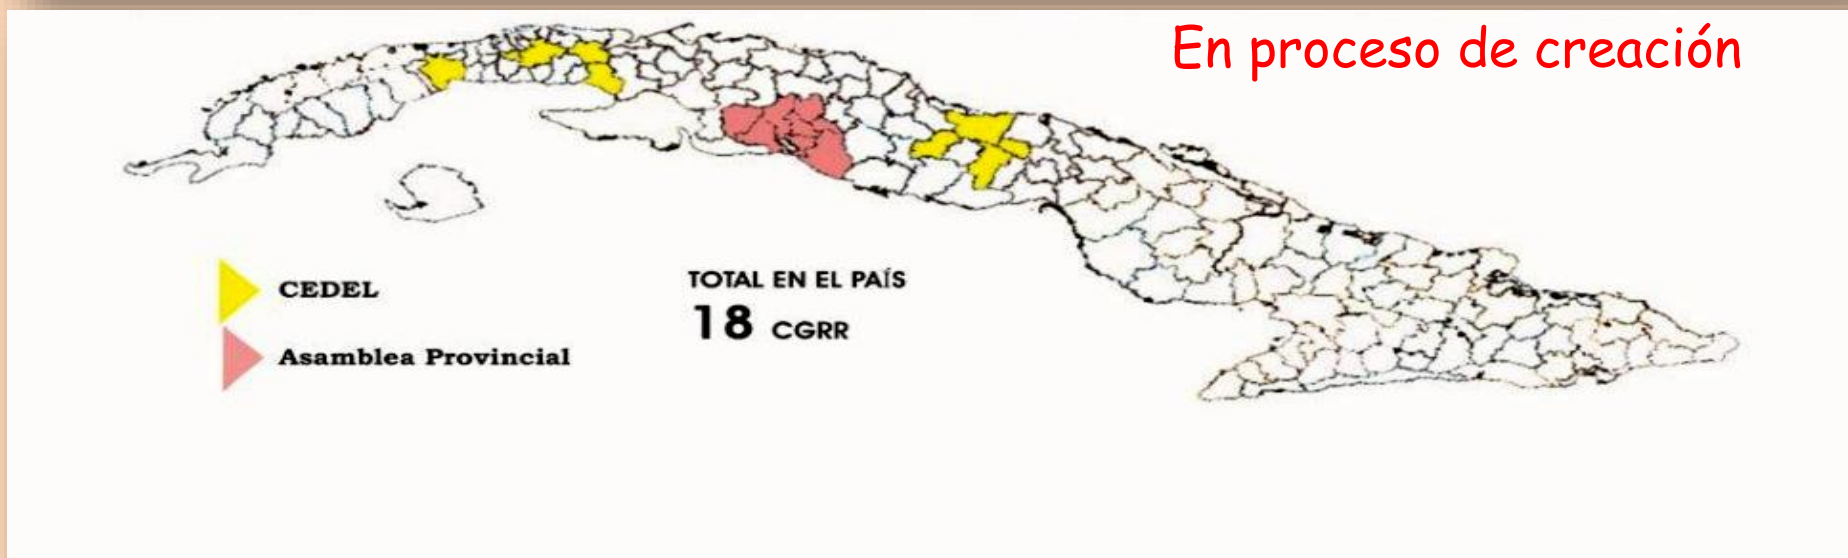 En proceso de creación
CEDEL
Asamblea Provincial
TOTAL EN EL PAÍS
18 CGRR